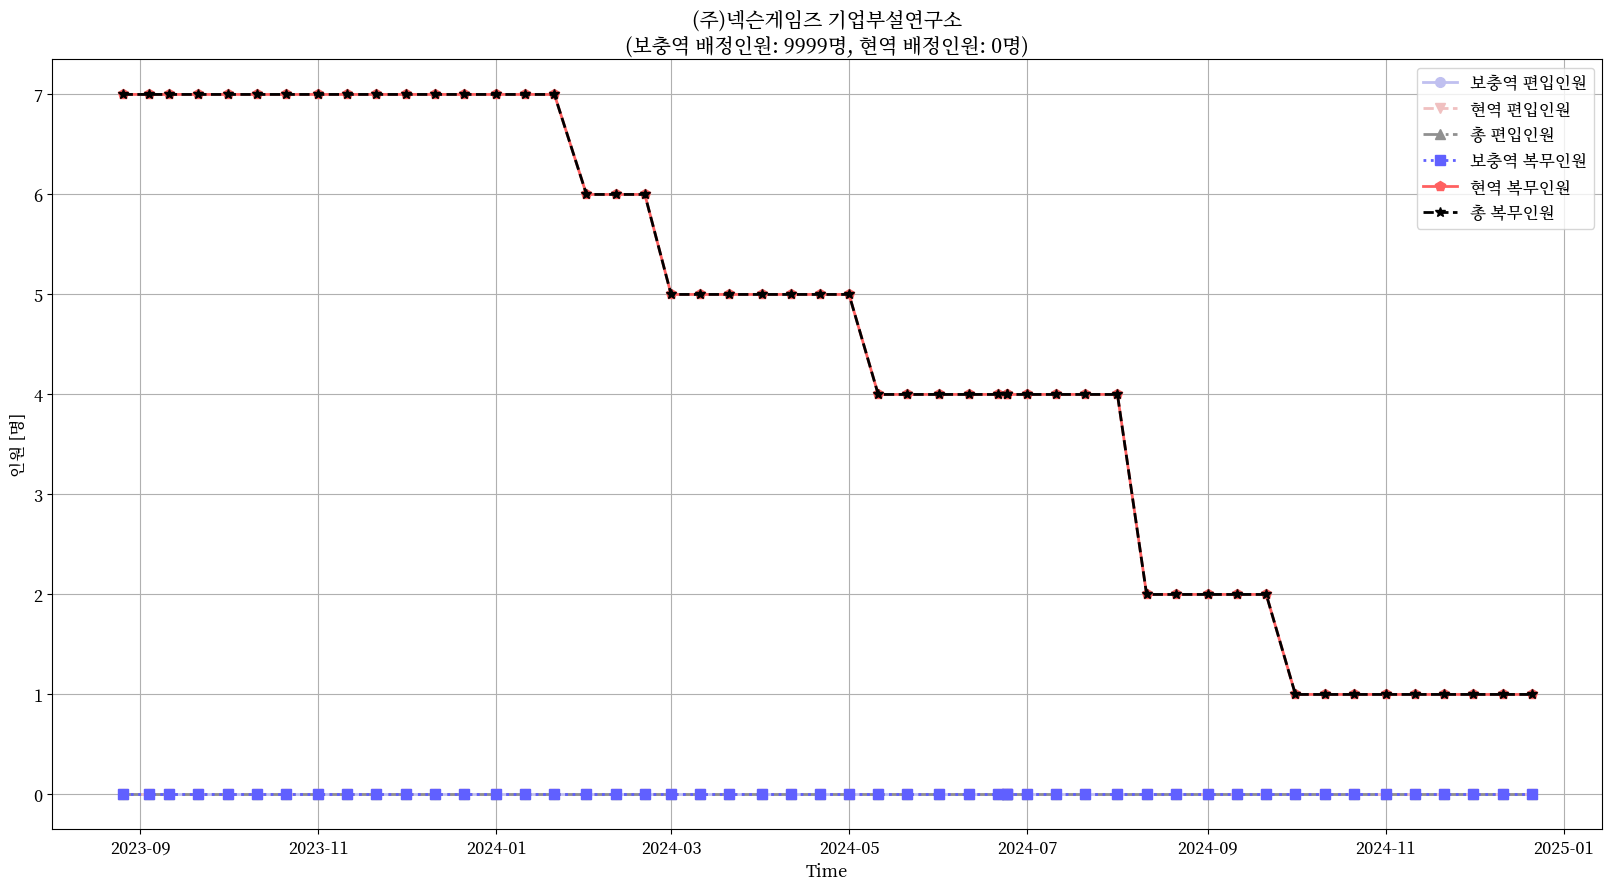 (주)넥슨게임즈 기업부설연구소
(보충역 배정인원: 9999명, 현역 배정인원: 0명)
보충역 편입인원
현역 편입인원
총 편입인원
보충역 복무인원
현역 복무인원
총 복무인원
인원 [명]
7
6
5
4
3
2
1
0
2023-09
2023-11
2024-01
2024-03
2024-05
2024-07
2024-09
2024-11
2025-01
Time